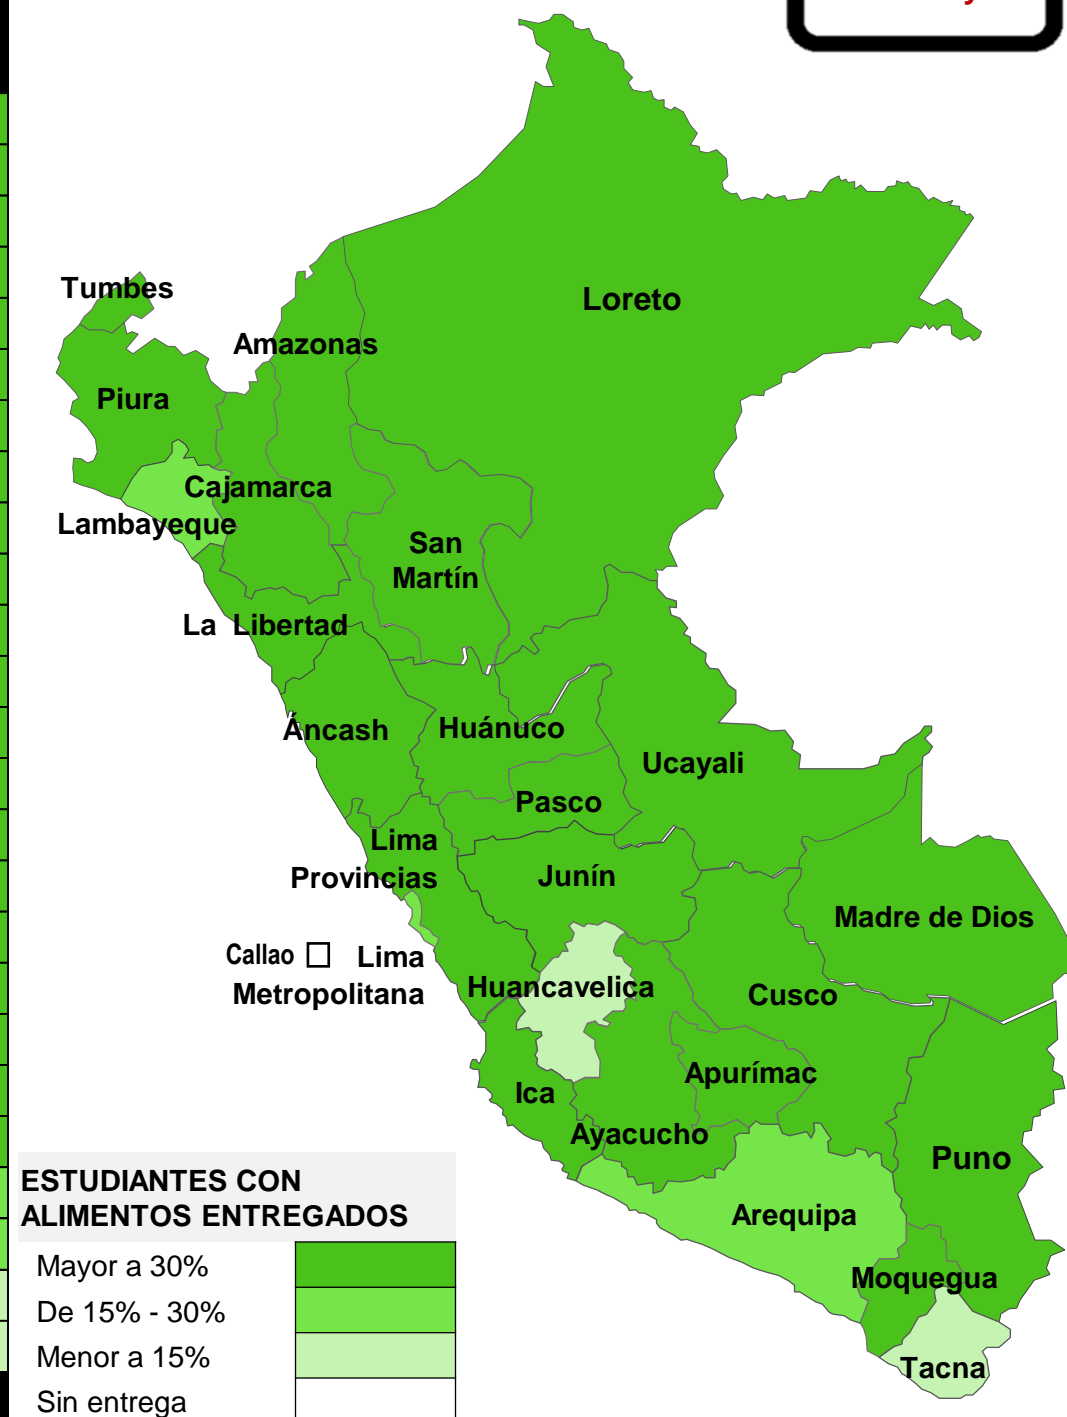 Tumbes
Loreto
Amazonas
Piura
Cajamarca
Lambayeque
San
Martín
La Libertad
Áncash
Huánuco
Ucayali
Pasco
Lima
Provincias
Junín
Madre de Dios
Callao
Lima
Metropolitana
Huancavelica
Cusco
Apurímac
Ica
Ayacucho
Puno
Arequipa
Moquegua
Tacna
ESTUDIANTES CON
ALIMENTOS ENTREGADOS
Mayor a 30%
De 15% - 30%
Menor a 15%
Sin entrega